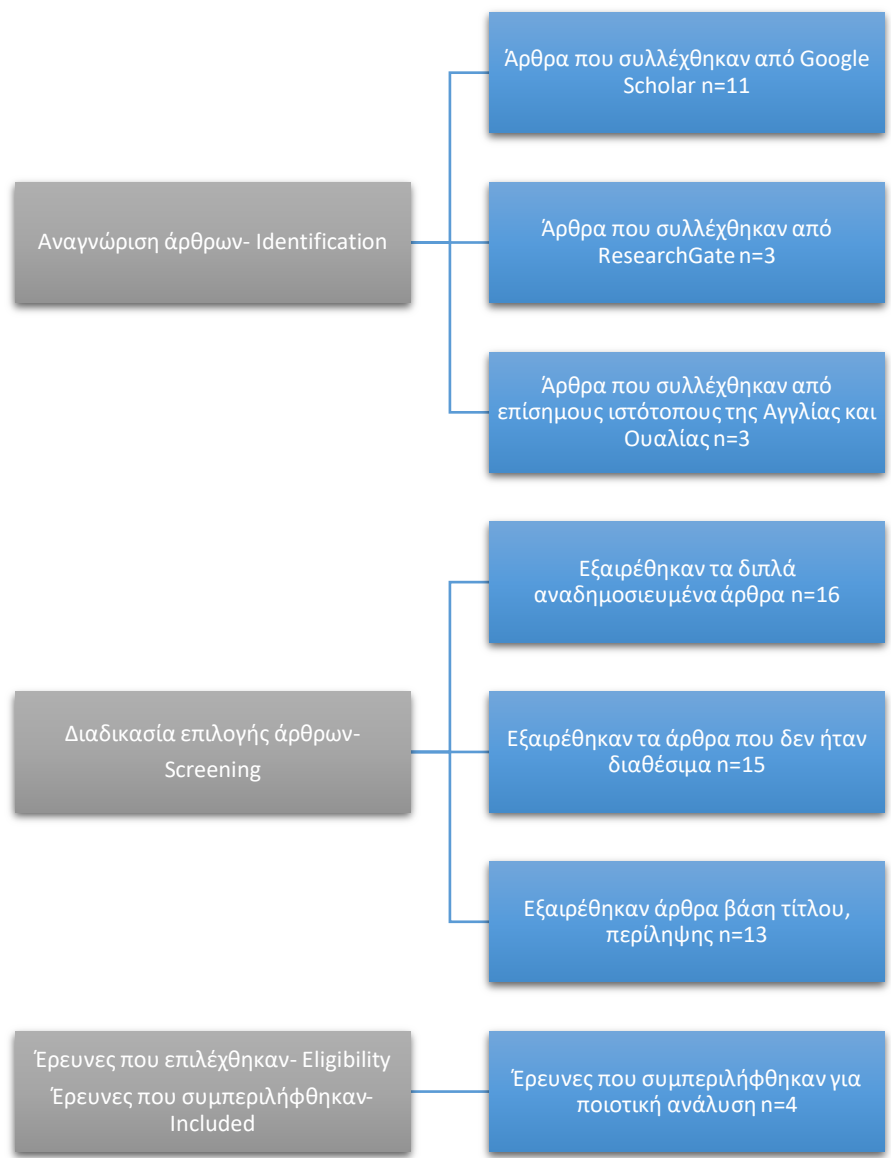 Άρθρα που συλλέχθηκαν από Google
Scholar n=11
Αναγνώριση άρθρων- Identification
Άρθρα που συλλέχθηκαν από
ResearchGate n=3
Άρθρα που συλλέχθηκαν από
επίσημους ιστότοπους της Αγγλίας και
Ουαλίας n=3
Εξαιρέθηκαν τα διπλά
αναδημοσιευμένα άρθρα n=16
Διαδικασία επιλογής άρθρων-
Screening
Εξαιρέθηκαν τα άρθρα που δεν ήταν
διαθέσιμα n=15
Εξαιρέθηκαν άρθρα βάση τίτλου,
περίληψης n=13
Έρευνες που επιλέχθηκαν- Eligibility
Έρευνες που συμπεριλήφθηκαν-
Included
Έρευνες που συμπεριλήφθηκαν για
ποιοτική ανάλυση n=4